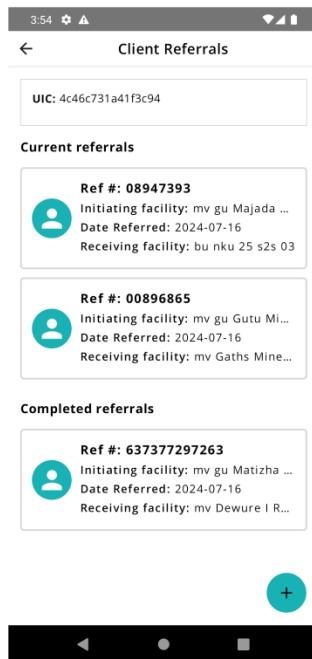 3:54
Client Referrals
UIC: 4c46c731a41f3c94
Current referrals
Ref #: 08947393
Initiating facility: mv gu Majada ...
Date Referred: 2024-07-16
Receiving facility: bu nku 25 s2s 03
Ref #: 00896865
Initiating facility: mv gu Gutu Mi...
Date Referred: 2024-07-16
Receiving facility: mv Gaths Mine...
Completed referrals
Ref #: 637377297263
Initiating facility: mv gu Matizha ...
Date Referred: 2024-07-16
Receiving facility: mv Dewure I R...
+